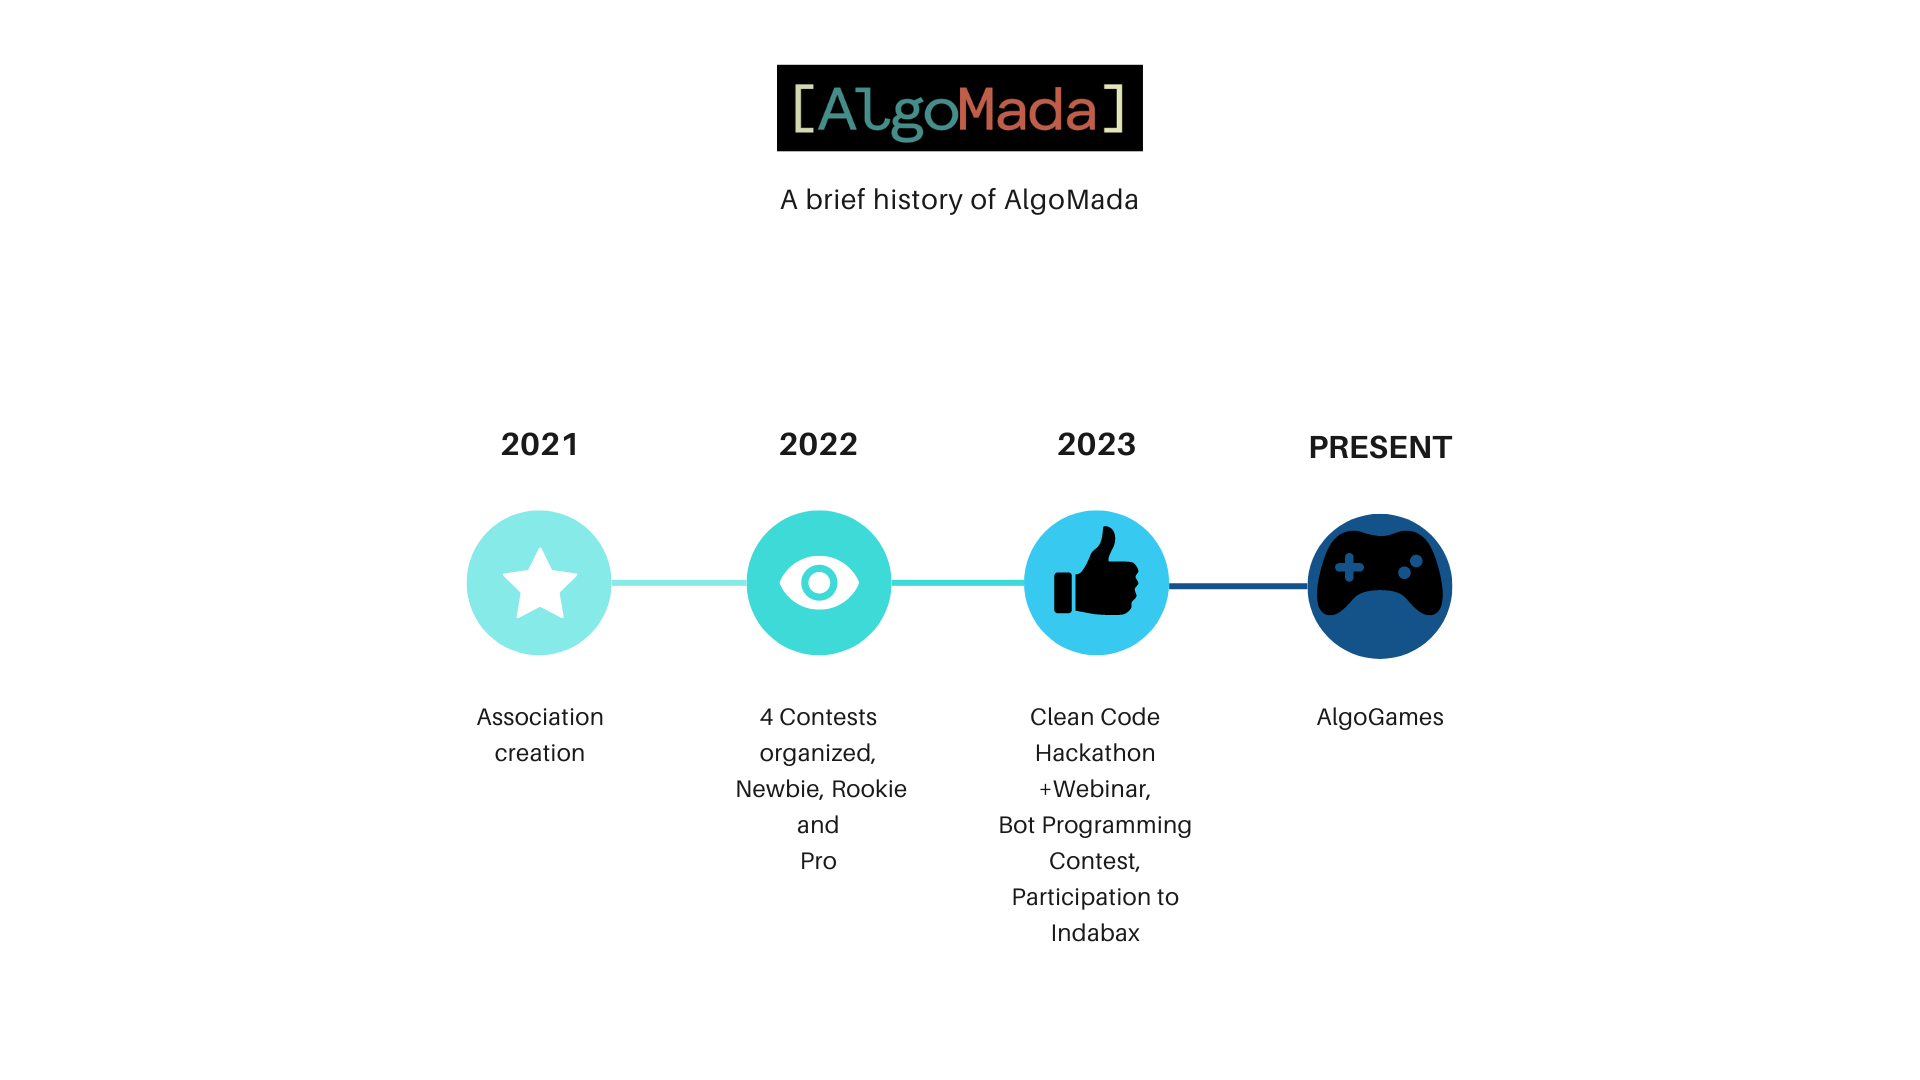 [AlgoMada]
A brief history of AlgoMada
2021
2022
2023
PRESENT
Association
creation
4 Contests
organized,
Newbie, Rookie
and
Pro
Clean Code
Hackathon
+Webinar,
Bot Programming
Contest,
Participation to
Indabax
AlgoGames